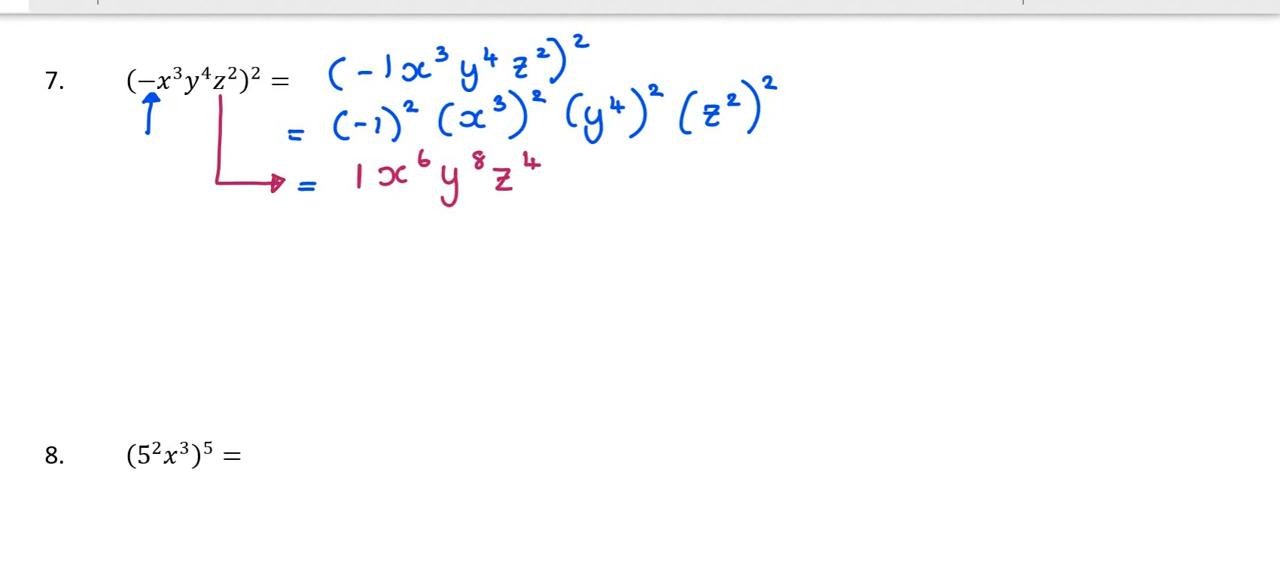 7. (−x³y⁴z²)² = (-1x³y⁴z²)²
= (-1)² (x³)² (y⁴)² (z²)²
= 1x⁶y⁸z⁴
8. (5²x³)⁵ =